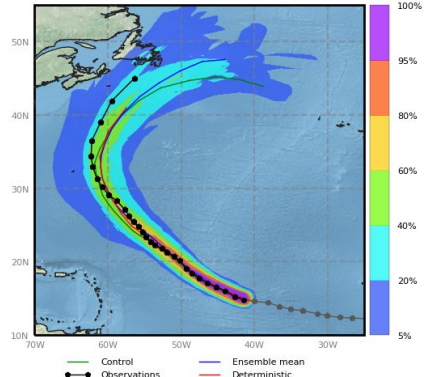 100%
50N
95%
80%
40N
60%
30N
40%
20N
20%
10N
5%
70W 60W 50W 40W 30W
Control Ensemble mean
Observations Deterministic